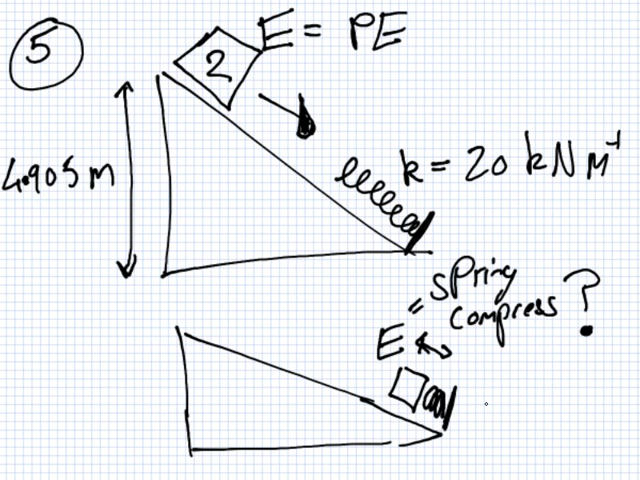 5
2
E = PE
4.905 m
k = 20 kN m⁻¹
= spring
compress ?
E